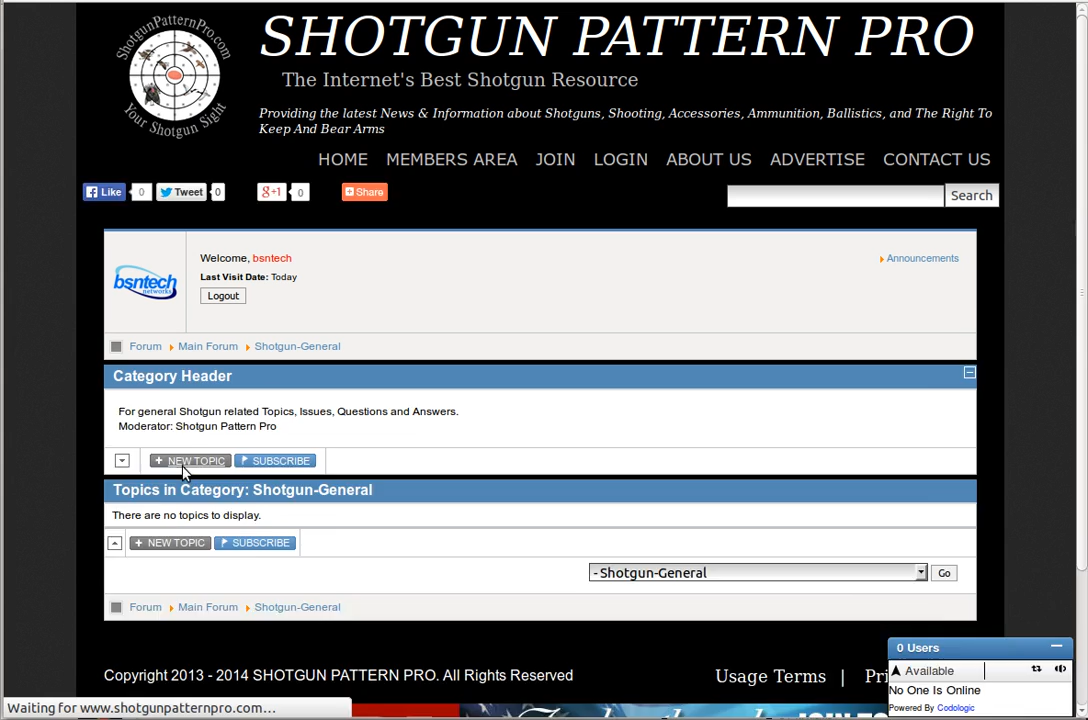 ShotgunPatternPro.com
Your Shotgun Sight
SHOTGUN PATTERN PRO
The Internet's Best Shotgun Resource
Providing the latest News & Information about Shotguns, Shooting, Accessories, Ammunition, Ballistics, and The Right To
Keep And Bear Arms
HOME MEMBERS AREA JOIN LOGIN ABOUT US ADVERTISE CONTACT US
Like 0 Tweet 0 g+1 0 Share
Search
bsntech
networks
Welcome, bsntech
Last Visit Date: Today
Logout
Announcements
Forum Main Forum Shotgun-General
Category Header
For general Shotgun related Topics, Issues, Questions and Answers.
Moderator: Shotgun Pattern Pro
NEW TOPIC SUBSCRIBE
Topics in Category: Shotgun-General
There are no topics to display.
NEW TOPIC SUBSCRIBE
- Shotgun-General Go
Forum Main Forum Shotgun-General
0 Users
Available
No One Is Online
Powered By Codologic
Copyright 2013 - 2014 SHOTGUN PATTERN PRO. All Rights Reserved
Usage Terms | Pri
Waiting for www.shotgunpatternpro.com...